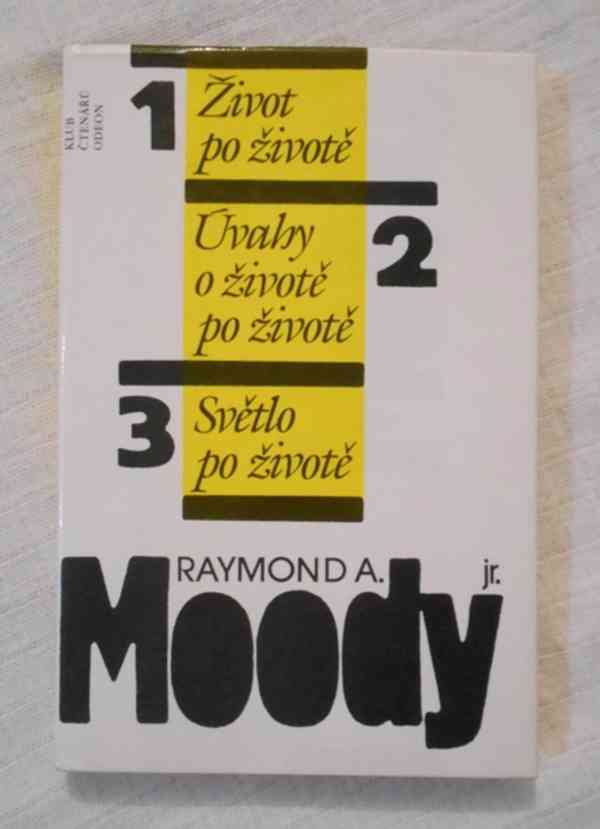 KLUB
ČTENÁŘŮ
ODEON
1
Život
po životě
2
Úvahy
o životě
po životě
3
Světlo
po životě
RAYMOND A.
Moody
jr.